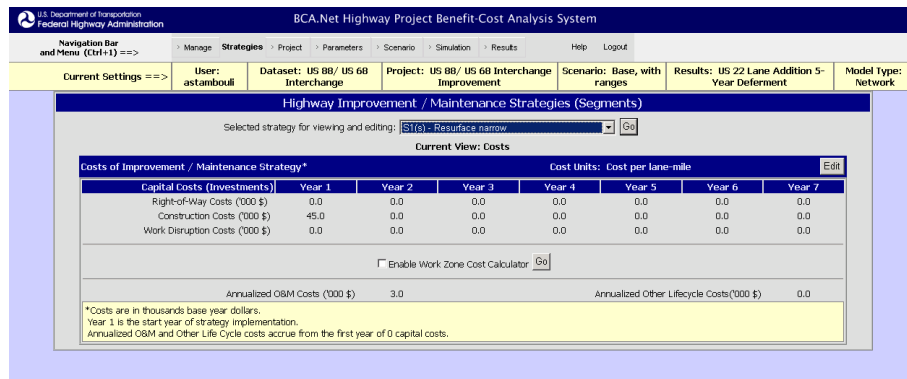 U.S. Department of Transportation
Federal Highway Administration
BCA.Net Highway Project Benefit-Cost Analysis System
Navigation Bar
and Menu (Ctrl+1) ==>
> Manage Strategies > Project > Parameters > Scenario > Simulation > Results Help Logout
Current Settings ==>
User:
astambouli
Dataset: US 88/ US 68
Interchange
Project: US 88/ US 68 Interchange
Improvement
Scenario: Base, with
ranges
Results: US 22 Lane Addition 5-
Year Deferment
Model Type:
Network
Highway Improvement / Maintenance Strategies (Segments)
Selected strategy for viewing and editing: S1(s) - Resurface narrow Go
Current View: Costs
Costs of Improvement / Maintenance Strategy* Cost Units: Cost per lane-mile Edit
Capital Costs (Investments) Year 1 Year 2 Year 3 Year 4 Year 5 Year 6 Year 7
Right-of-Way Costs ('000 $) 0.0 0.0 0.0 0.0 0.0 0.0 0.0
Construction Costs ('000 $) 45.0 0.0 0.0 0.0 0.0 0.0 0.0
Work Disruption Costs ('000 $) 0.0 0.0 0.0 0.0 0.0 0.0 0.0
Enable Work Zone Cost Calculator Go
Annualized O&M Costs ('000 $) 3.0 Annualized Other Lifecycle Costs('000 $) 0.0
*Costs are in thousands base year dollars.
Year 1 is the start year of strategy implementation.
Annualized O&M and Other Life Cycle costs accrue from the first year of 0 capital costs.